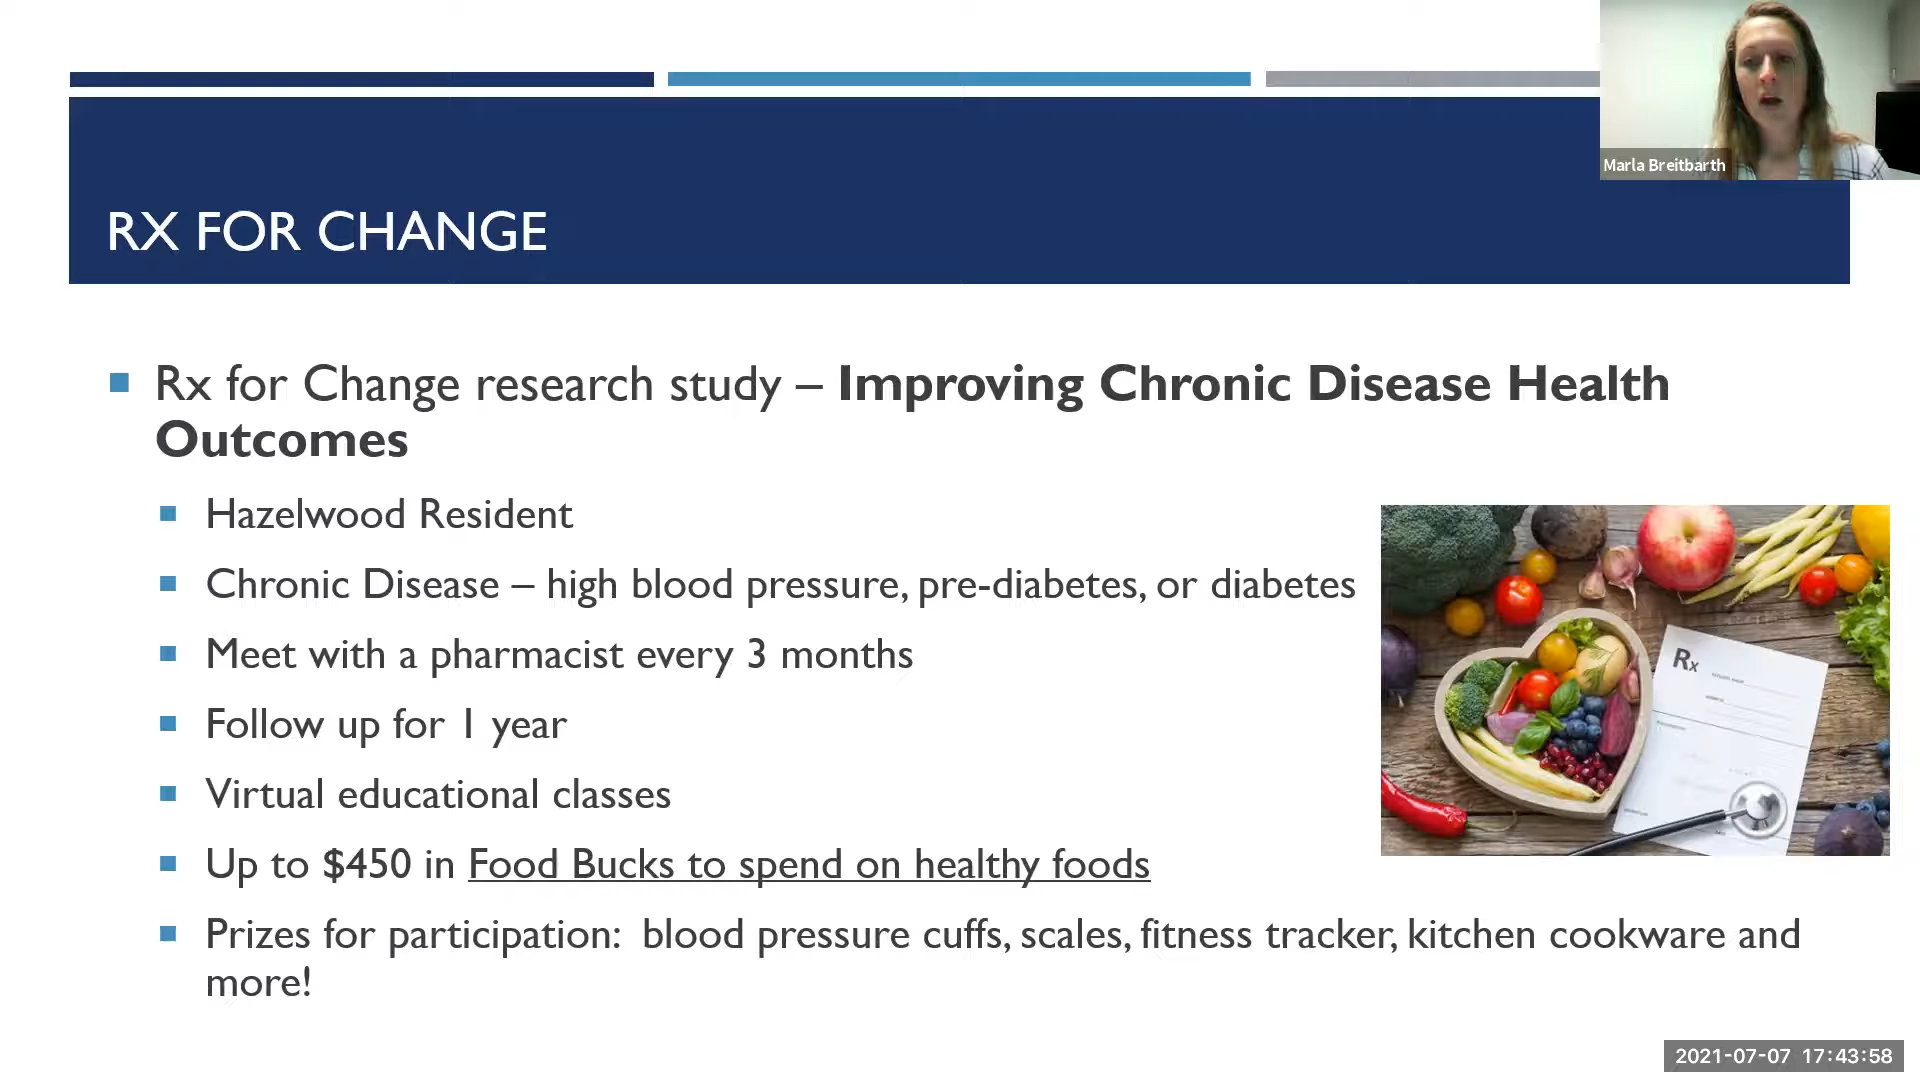 Marla Breitbarth
RX FOR CHANGE
Rx for Change research study – Improving Chronic Disease Health
Outcomes
Hazelwood Resident
Chronic Disease – high blood pressure, pre-diabetes, or diabetes
Meet with a pharmacist every 3 months
Follow up for 1 year
Virtual educational classes
Up to $450 in Food Bucks to spend on healthy foods
Prizes for participation:  blood pressure cuffs, scales, fitness tracker, kitchen cookware and
more!
Rx
2021-07-07 17:43:58